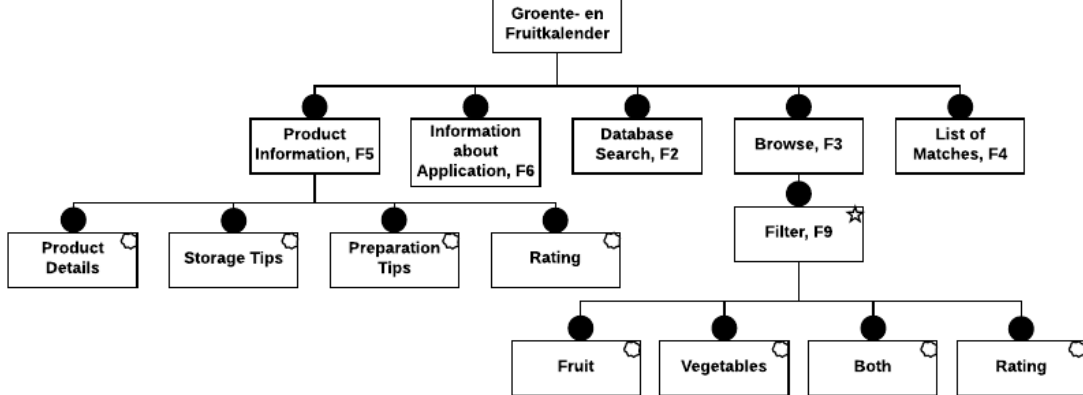 Groente- en
Fruitkalender
Product
Information, F5
Information
about
Application, F6
Database
Search, F2
Browse, F3
List of
Matches, F4
Product
Details
Storage Tips
Preparation
Tips
Rating
Filter, F9
Fruit
Vegetables
Both
Rating